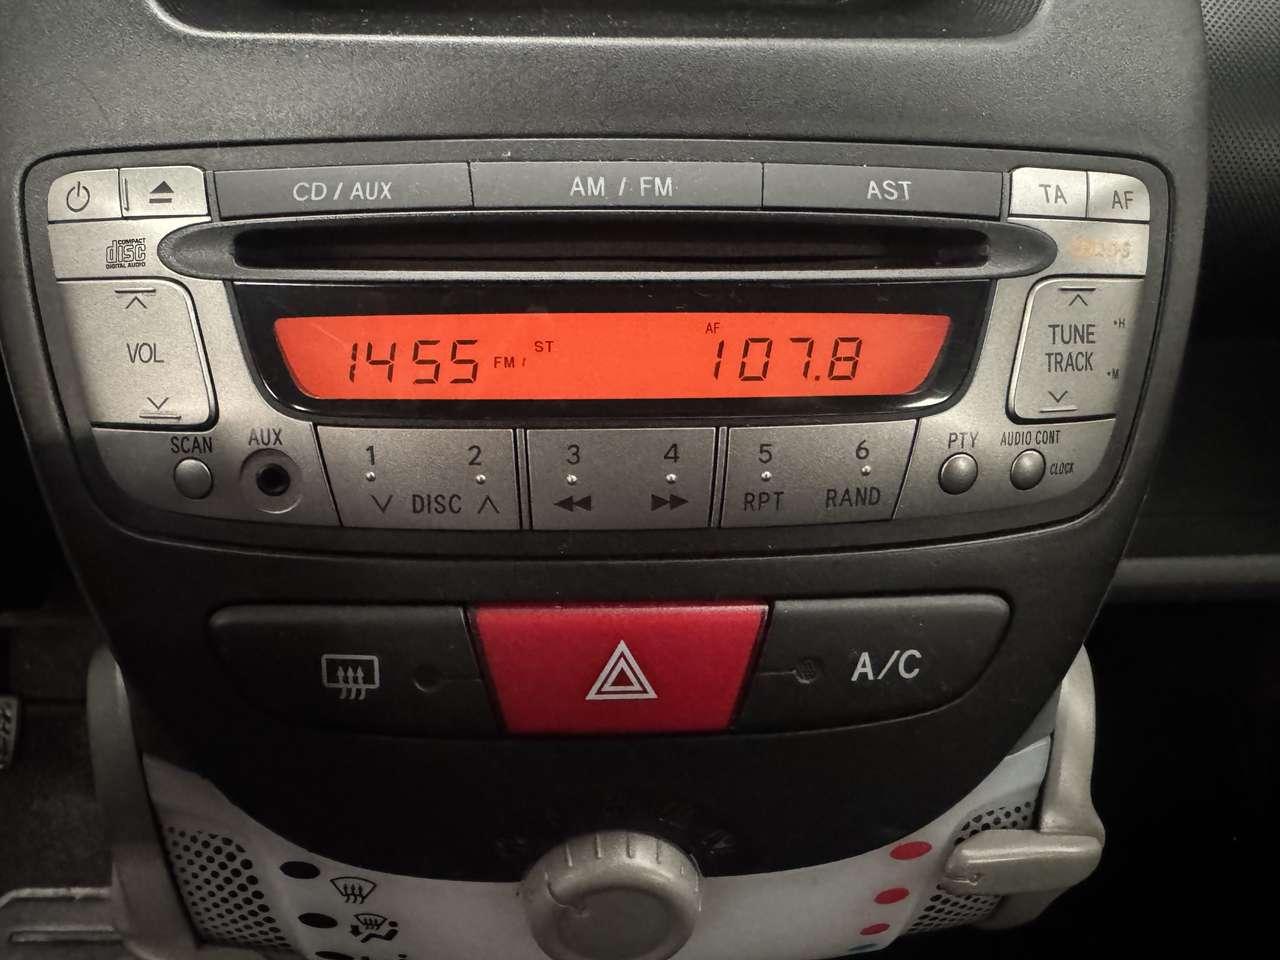 CD / AUX AM / FM AST TA AF
COMPACT
disc
DIGITAL AUDIO
VOL
1455 FM1 ST AF 107.8
TUNE
TRACK
•H
•M
SCAN AUX
1 2 3 4 5 6
DISC RPT RAND
PTY AUDIO CONT
CLOCK
A/C